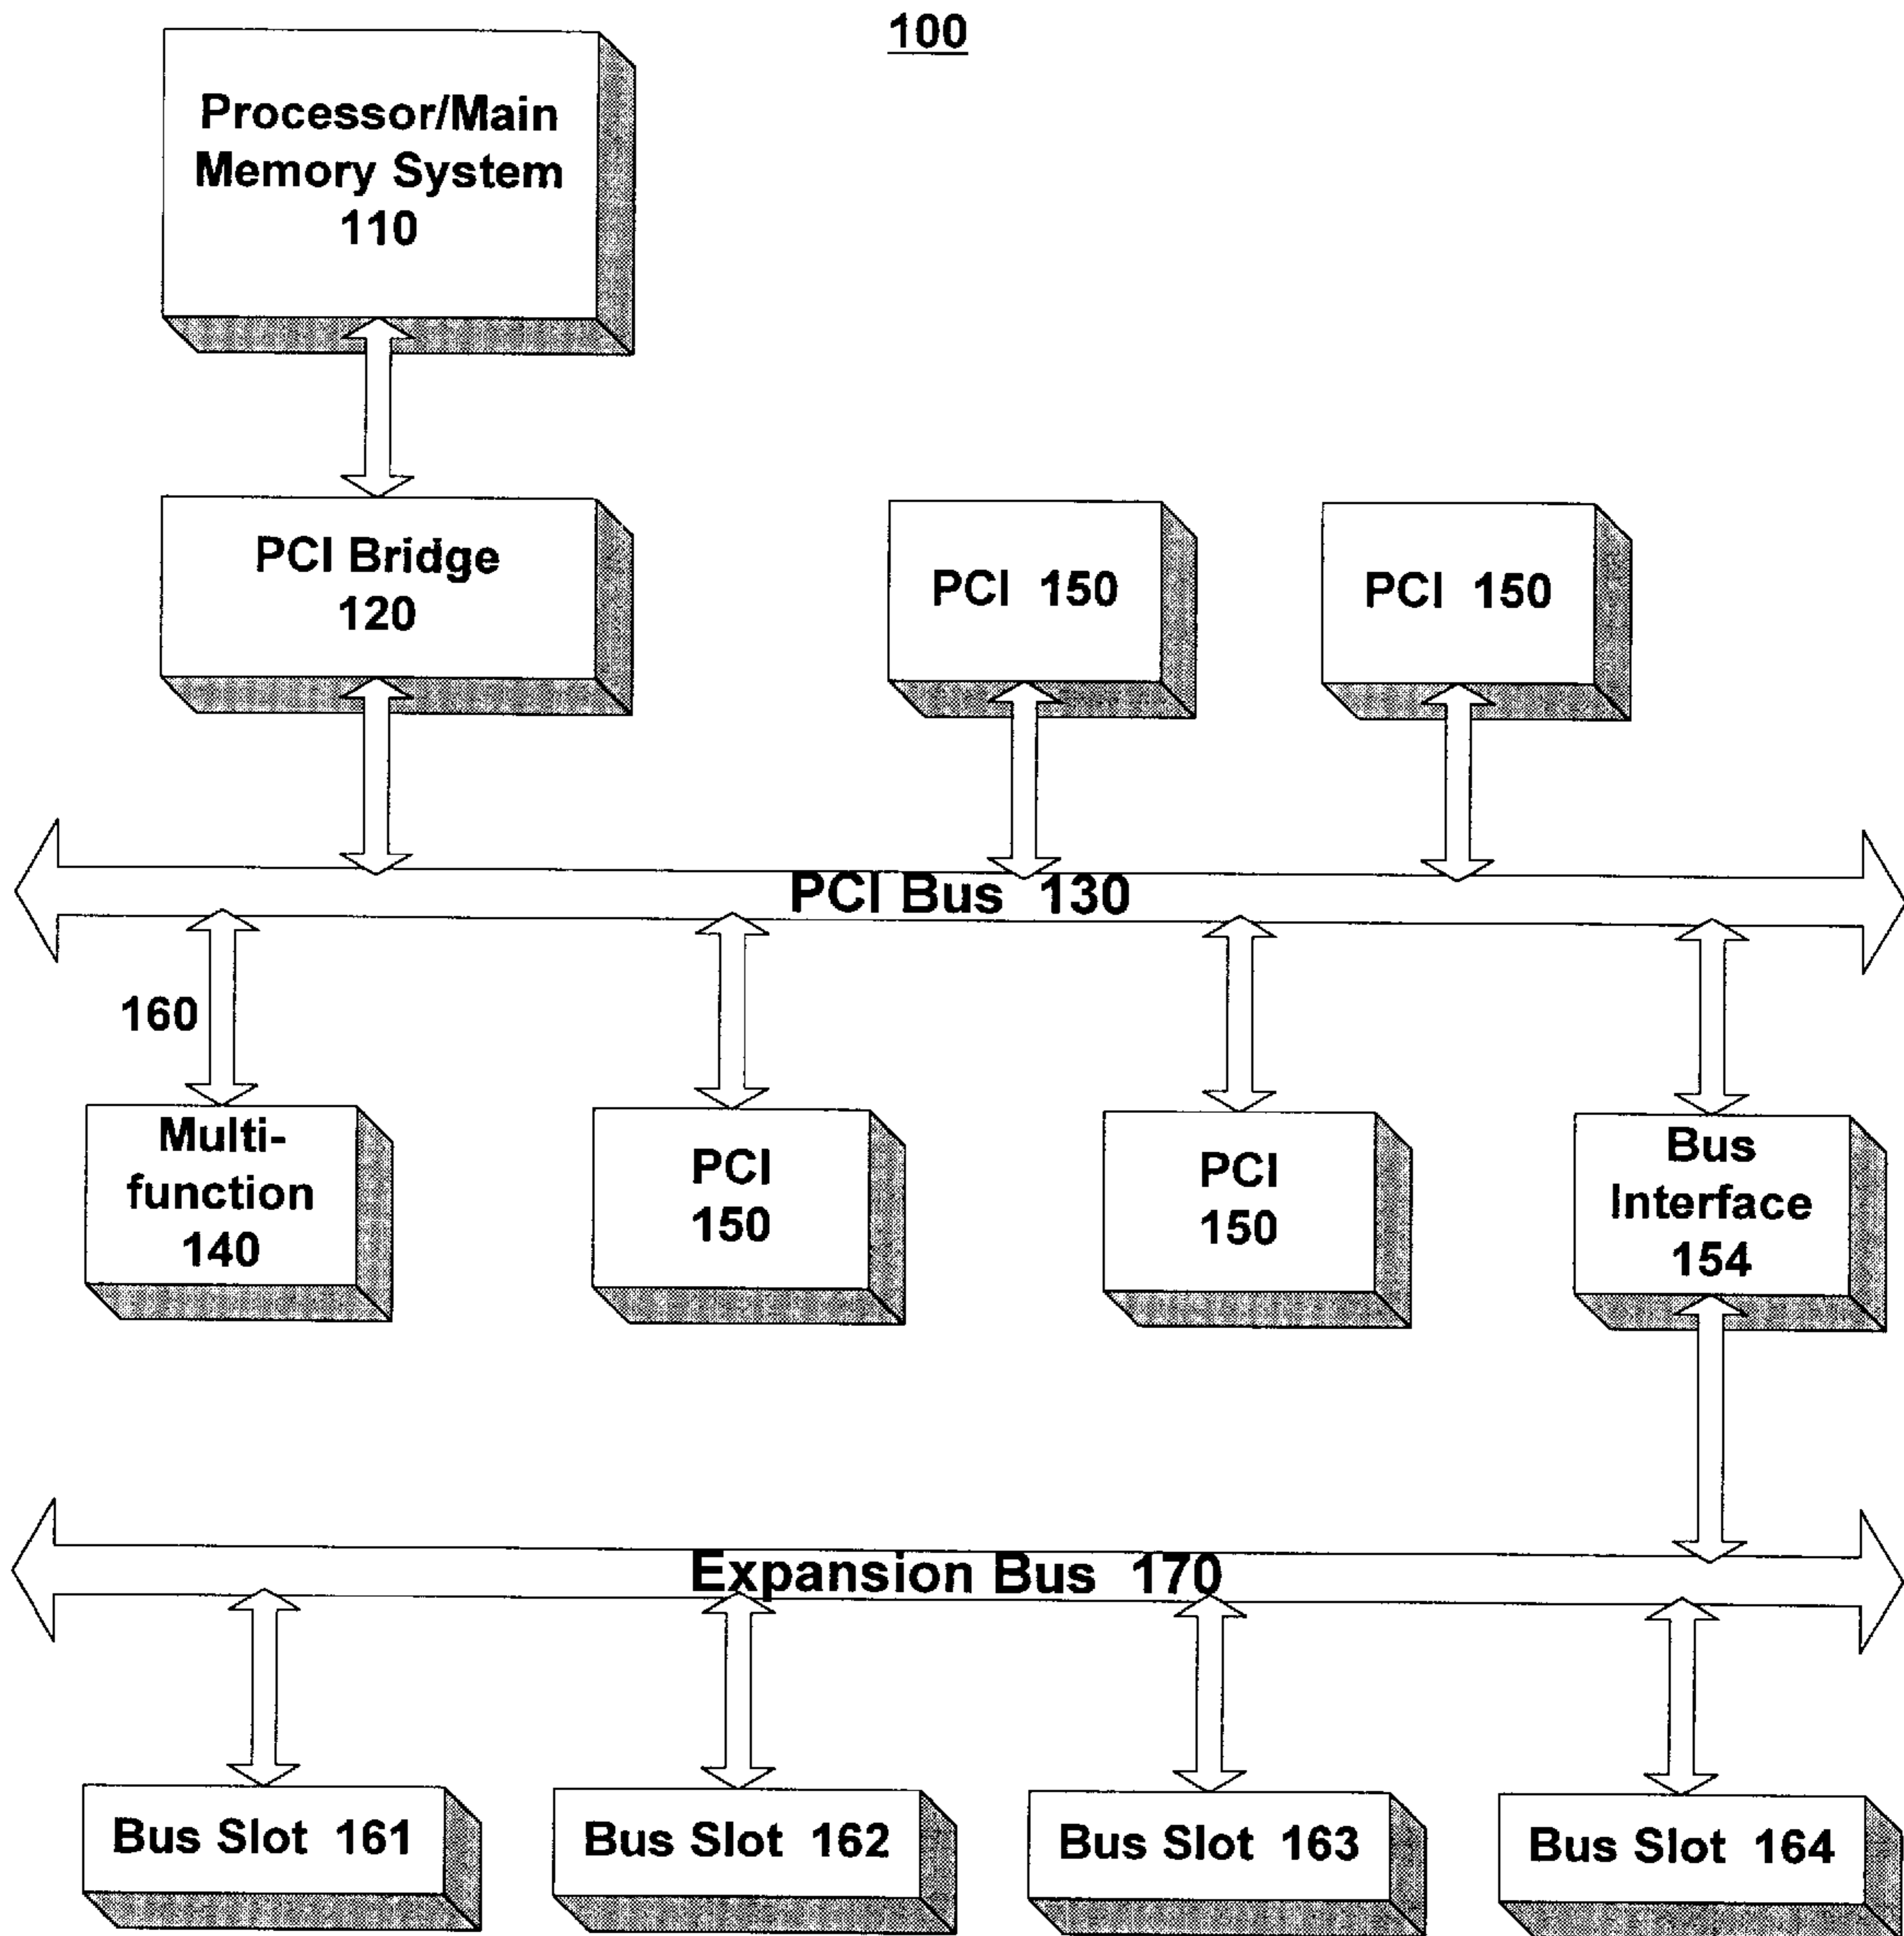 100
Processor/Main
Memory System
110
PCI Bridge
120
PCI 150
PCI 150
PCI Bus 130
160
Multi-
function
140
PCI
150
PCI
150
Bus
Interface
154
Expansion Bus 170
Bus Slot 161
Bus Slot 162
Bus Slot 163
Bus Slot 164